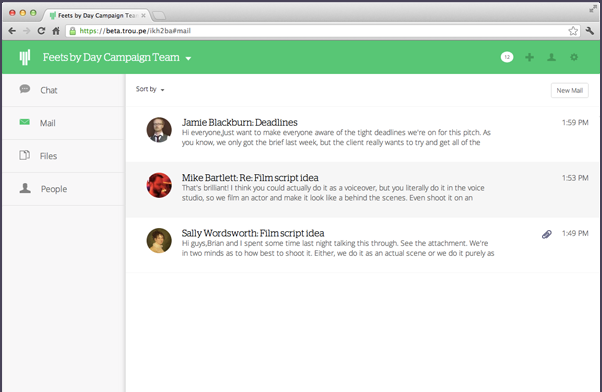 Feets by Day Campaign Team
https://beta.trou.pe/ikh2ba#mail
Feets by Day Campaign Team
12
Chat
Mail
Files
People
Sort by
New Mail
Jamie Blackburn: Deadlines
1:59 PM
Hi everyone,Just want to make everyone aware of the tight deadlines we're on for this pitch. As
you know, we only got the brief last week, but the client really wants to try and get all of the
Mike Bartlett: Re: Film script idea
1:53 PM
That's brilliant! I think you could actually do it as a voiceover, but you literally do it in the voice
studio, so we film an actor and make it look like a behind the scenes. Even shoot it on an
Sally Wordsworth: Film script idea
1:49 PM
Hi guys,Brian and I spent some time last night talking this through. See the attachment. We're
in two minds as to how best to shoot it. Either, we do it as an actual scene or we do it purely as